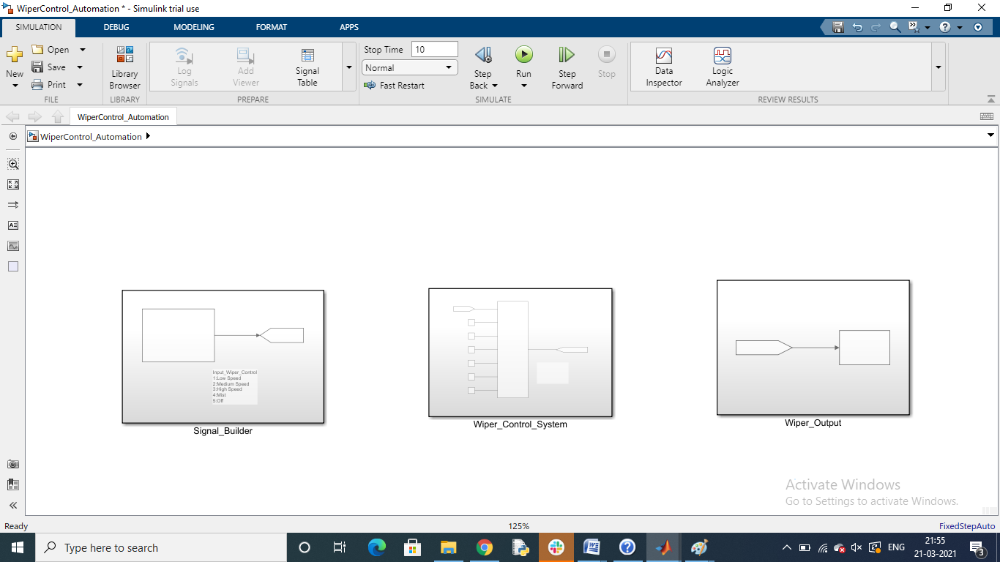 WiperControl_Automation * - Simulink trial use
SIMULATION DEBUG MODELING FORMAT APPS
New
Open
Save
Print
FILE
Library
Browser
LIBRARY
Log
Signals
Add
Viewer
Signal
Table
PREPARE
Stop Time 10
Normal
Fast Restart
Step
Back
Run
Step
Forward
Stop
SIMULATE
Data
Inspector
Logic
Analyzer
REVIEW RESULTS
WiperControl_Automation
WiperControl_Automation
Input_Wiper_Control
1:Low Speed
2:Medium Speed
3:High Speed
4:Mist
5:Off
Signal_Builder
Wiper_Control_System
Wiper_Output
Activate Windows
Go to Settings to activate Windows.
Ready 125% FixedStepAuto
Type here to search
ENG
21:55
21-03-2021
3